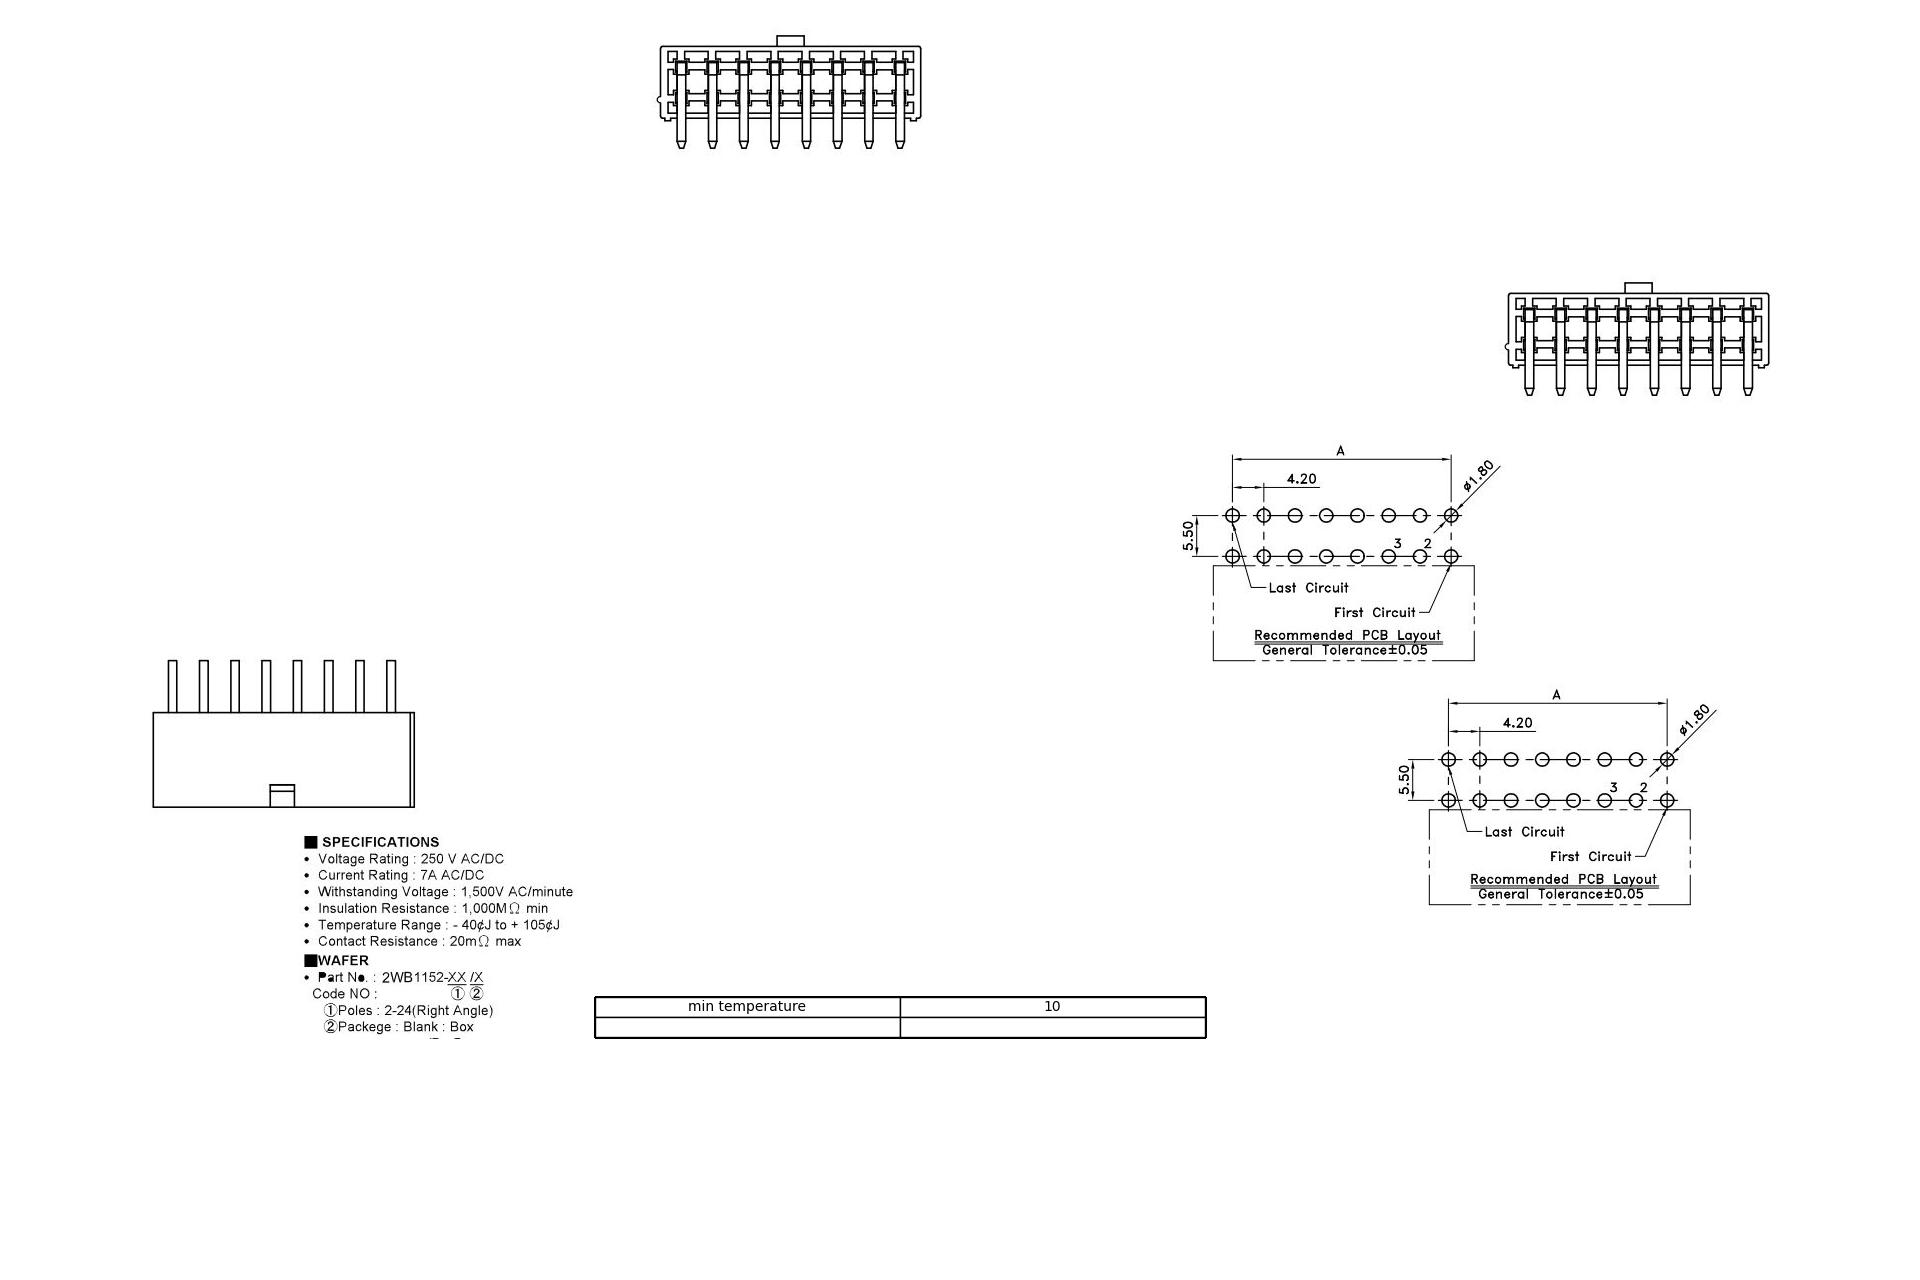 A
4.20
ø1.80
5.50
3 2
Last Circuit
First Circuit
Recommended PCB Layout
General Tolerance±0.05
A
4.20
ø1.80
5.50
3 2
Last Circuit
First Circuit
Recommended PCB Layout
General Tolerance±0.05
■ SPECIFICATIONS
• Voltage Rating : 250 V AC/DC
• Current Rating : 7A AC/DC
• Withstanding Voltage : 1,500V AC/minute
• Insulation Resistance : 1,000MΩ min
• Temperature Range : - 40¢J to + 105¢J
• Contact Resistance : 20mΩ max
■WAFER
• Part No. : 2WB1152-XX /X
Code NO : ① ②
①Poles : 2-24(Right Angle)
②Packege : Blank : Box
min temperature 10